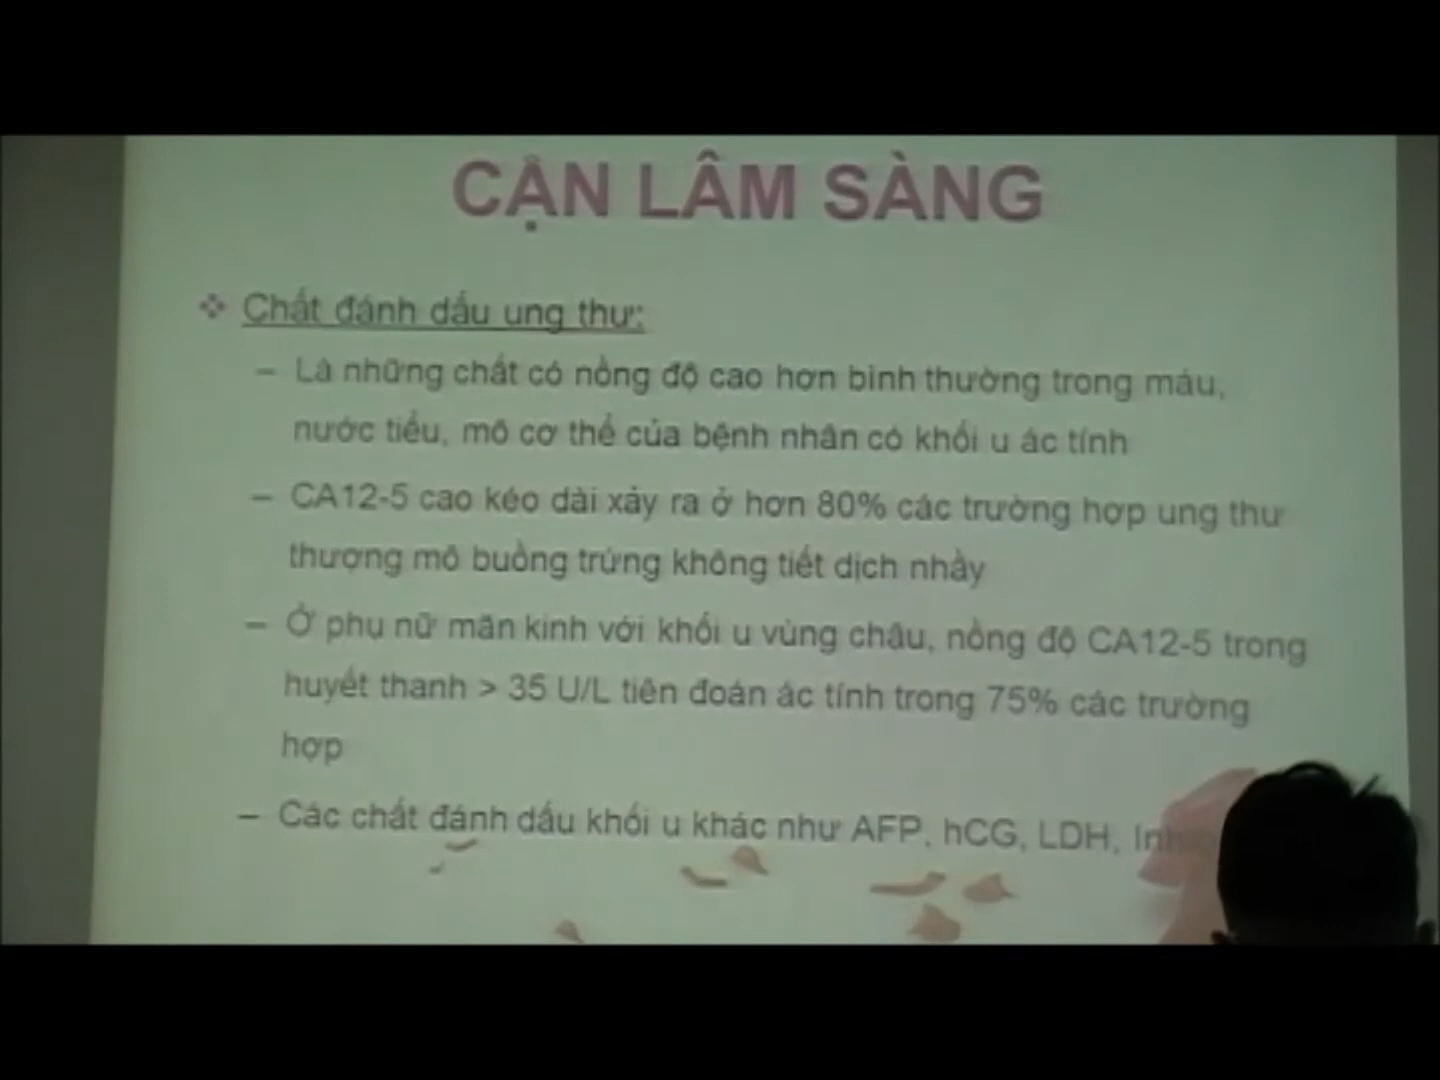 CẬN LÂM SÀNG
❖ Chất đánh dấu ung thư:
– Là những chất có nồng độ cao hơn bình thường trong máu,
nước tiểu, mô cơ thể của bệnh nhân có khối u ác tính
– CA12-5 cao kéo dài xảy ra ở hơn 80% các trường hợp ung thư
thượng mô buồng trứng không tiết dịch nhầy
– Ở phụ nữ mãn kinh với khối u vùng chậu, nồng độ CA12-5 trong
huyết thanh > 35 U/L tiên đoán ác tính trong 75% các trường
hợp
– Các chất đánh dấu khối u khác như AFP, hCG, LDH,